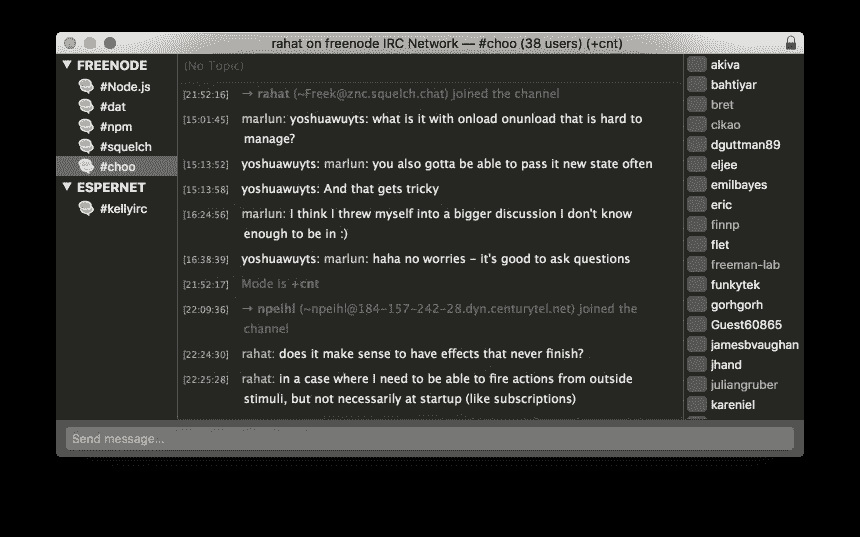 rahat on freenode IRC Network — #choo (38 users) (+cnt)
FREENODE
#Node.js
#dat
#npm
#squelch
#choo
ESPERNET
#kellyirc
(No Topic)
[21:52:16] → rahat (~Freek@znc.squelch.chat) joined the channel
[15:01:45] marlun: yoshuawuyts: what is it with onload onunload that is hard to
manage?
[15:13:52] yoshuawuyts: marlun: you also gotta be able to pass it new state often
[15:13:58] yoshuawuyts: And that gets tricky
[16:24:56] marlun: I think I threw myself into a bigger discussion I don't know
enough to be in :)
[16:38:39] yoshuawuyts: marlun: haha no worries – it's good to ask questions
[21:52:17] Mode is +cnt
[22:09:36] → npeihl (~npeihl@184-157-242-28.dyn.centurytel.net) joined the
channel
[22:24:30] rahat: does it make sense to have effects that never finish?
[22:25:28] rahat: in a case where I need to be able to fire actions from outside
stimuli, but not necessarily at startup (like subscriptions)
akiva
bahtiyar
bret
clkao
dguttman89
eljee
emilbayes
eric
finnp
flet
freeman-lab
funkytek
gorhgorh
Guest60865
jamesbvaughan
jhand
juliangruber
kareniel
Send message...